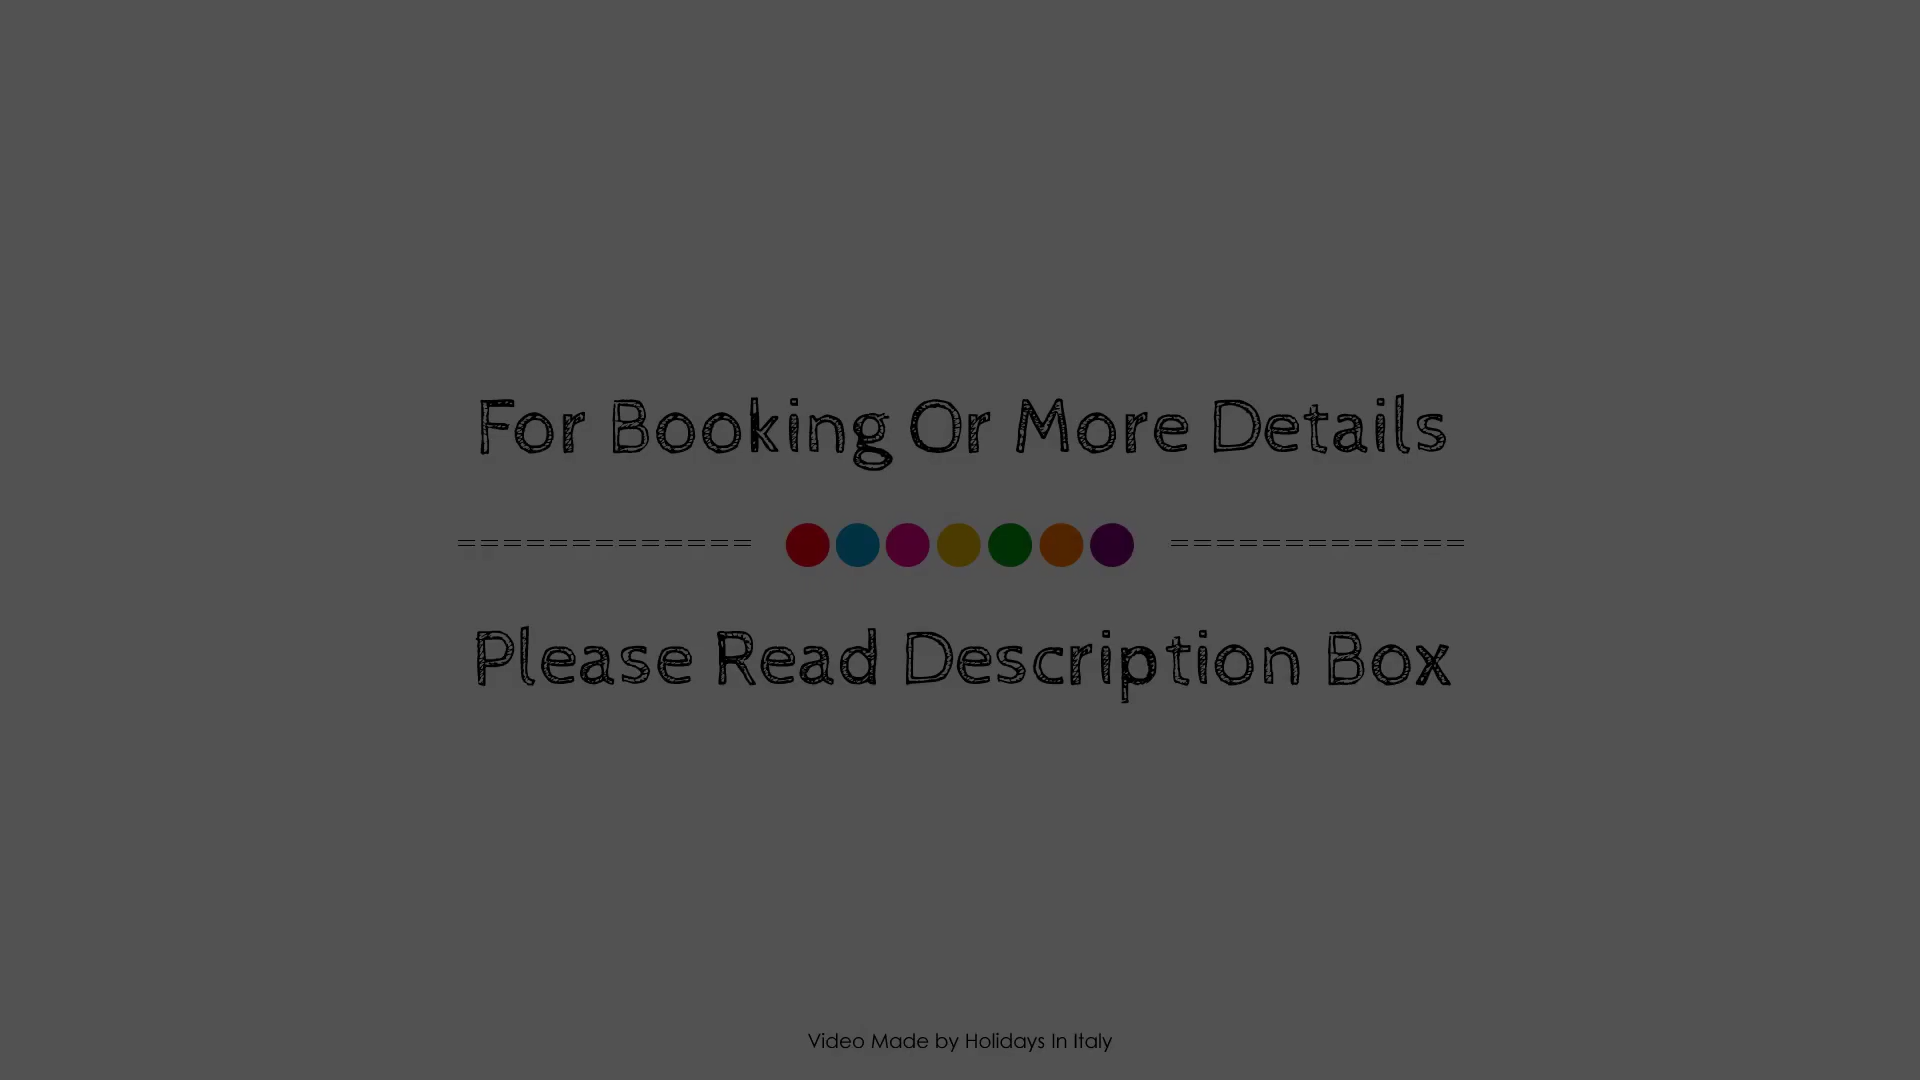 For Booking Or More Details
============= =============
Please Read Description Box
Video Made by Holidays In Italy